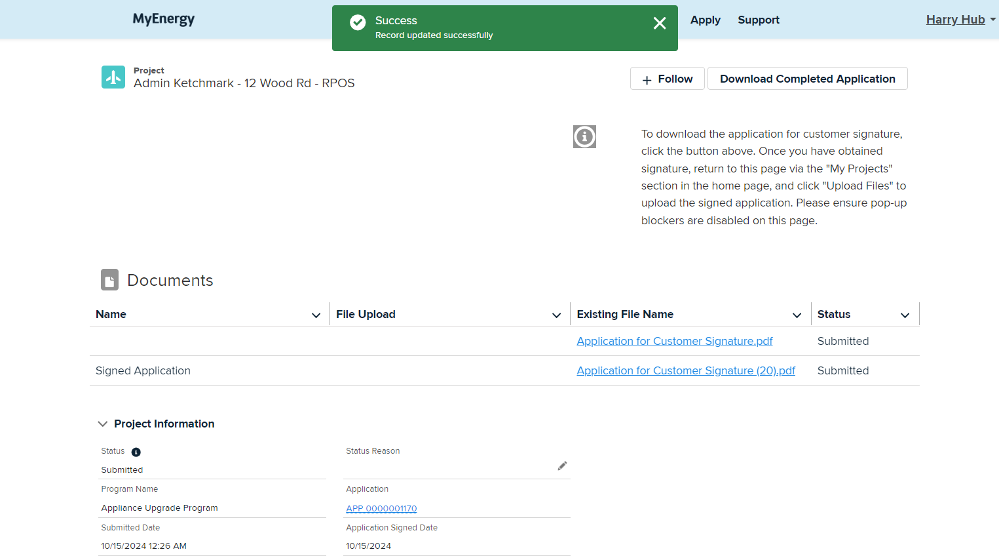 MyEnergy
Success
Record updated successfully
Apply
Support
Harry Hub
Project
Admin Ketchmark - 12 Wood Rd - RPOS
Follow
Download Completed Application
To download the application for customer signature,
click the button above. Once you have obtained
signature, return to this page via the "My Projects"
section in the home page, and click "Upload Files" to
upload the signed application. Please ensure pop-up
blockers are disabled on this page.
Documents
Name
File Upload
Existing File Name
Status
Application for Customer Signature.pdf
Submitted
Signed Application
Application for Customer Signature (20).pdf
Submitted
Project Information
Status
Status Reason
Submitted
Program Name
Application
Appliance Upgrade Program
APP 0000001170
Submitted Date
Application Signed Date
10/15/2024 12:26 AM
10/15/2024